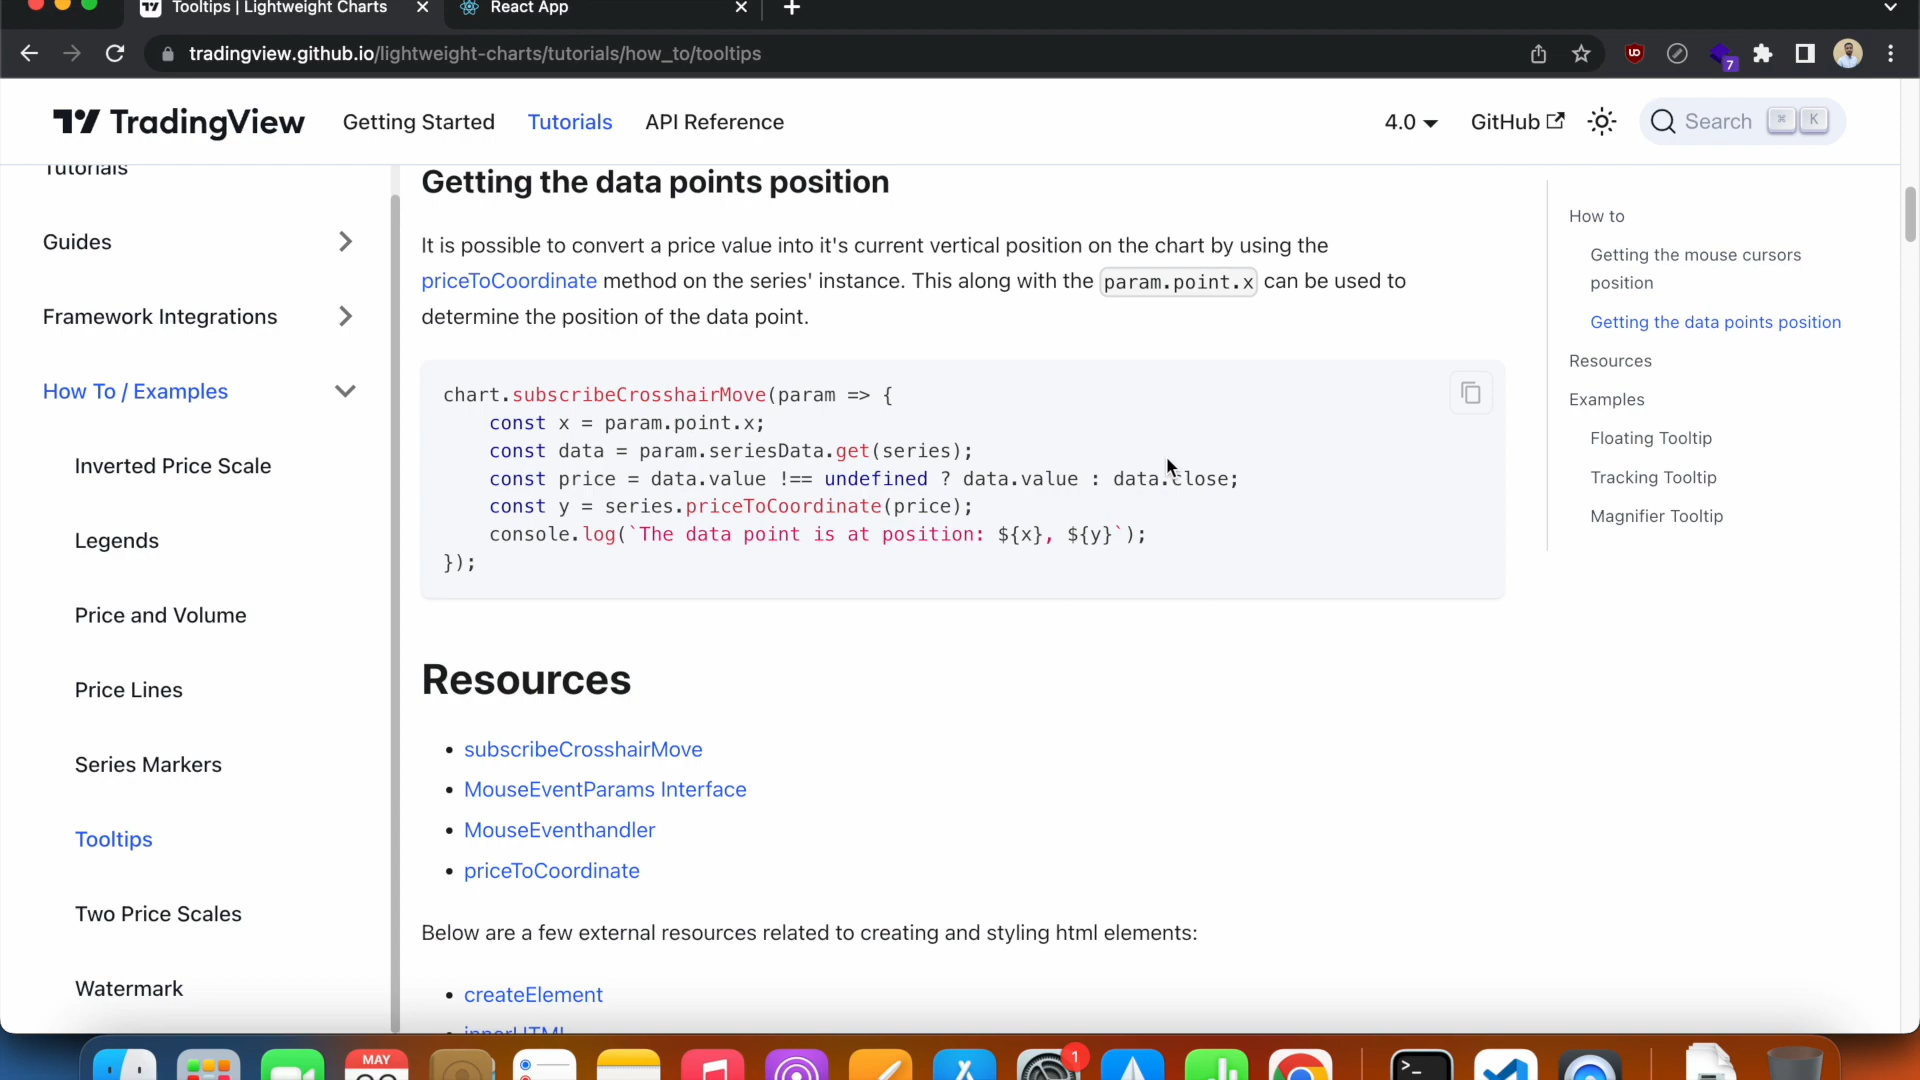 Tooltips | Lightweight Charts
React App
tradingview.github.io/lightweight-charts/tutorials/how_to/tooltips
7
TradingView
Getting Started
Tutorials
API Reference
4.0
GitHub
Search
⌘ K
Tutorials
Guides
Framework Integrations
How To / Examples
Inverted Price Scale
Legends
Price and Volume
Price Lines
Series Markers
Tooltips
Two Price Scales
Watermark
Getting the data points position
It is possible to convert a price value into it's current vertical position on the chart by using the
priceToCoordinate method on the series' instance. This along with the param.point.x can be used to
determine the position of the data point.
chart.subscribeCrosshairMove(param => {
    const x = param.point.x;
    const data = param.seriesData.get(series);
    const price = data.value !== undefined ? data.value : data.close;
    const y = series.priceToCoordinate(price);
    console.log(`The data point is at position: ${x}, ${y}`);
});
Resources
• subscribeCrosshairMove
• MouseEventParams Interface
• MouseEventhandler
• priceToCoordinate
Below are a few external resources related to creating and styling html elements:
• createElement
• innerHTML
How to
Getting the mouse cursors
position
Getting the data points position
Resources
Examples
Floating Tooltip
Tracking Tooltip
Magnifier Tooltip
MAY
1